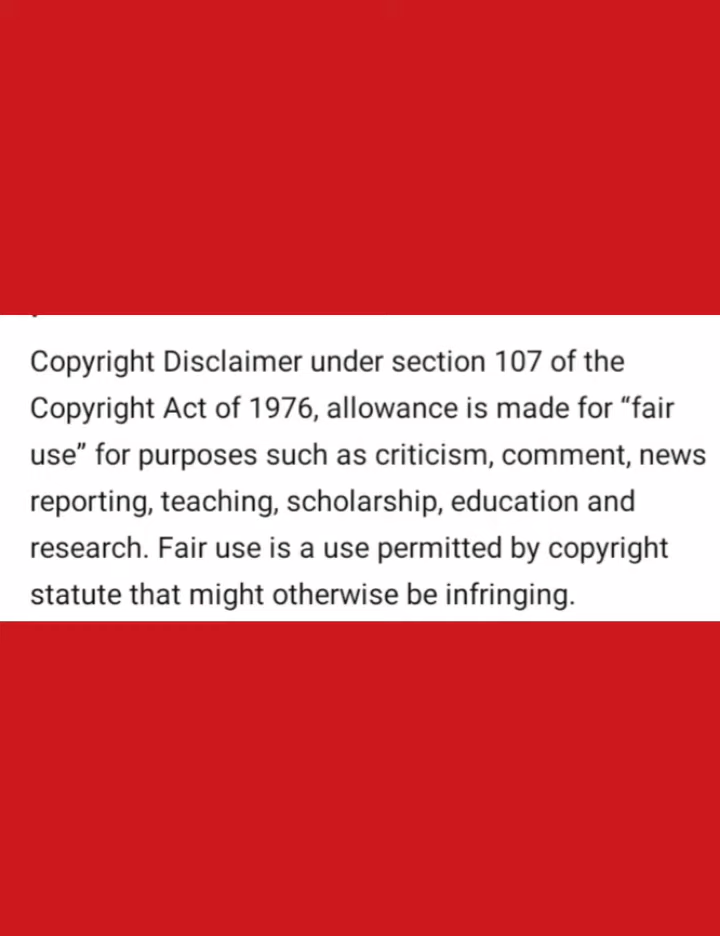 Copyright Disclaimer under section 107 of the
Copyright Act of 1976, allowance is made for “fair
use” for purposes such as criticism, comment, news
reporting, teaching, scholarship, education and
research. Fair use is a use permitted by copyright
statute that might otherwise be infringing.